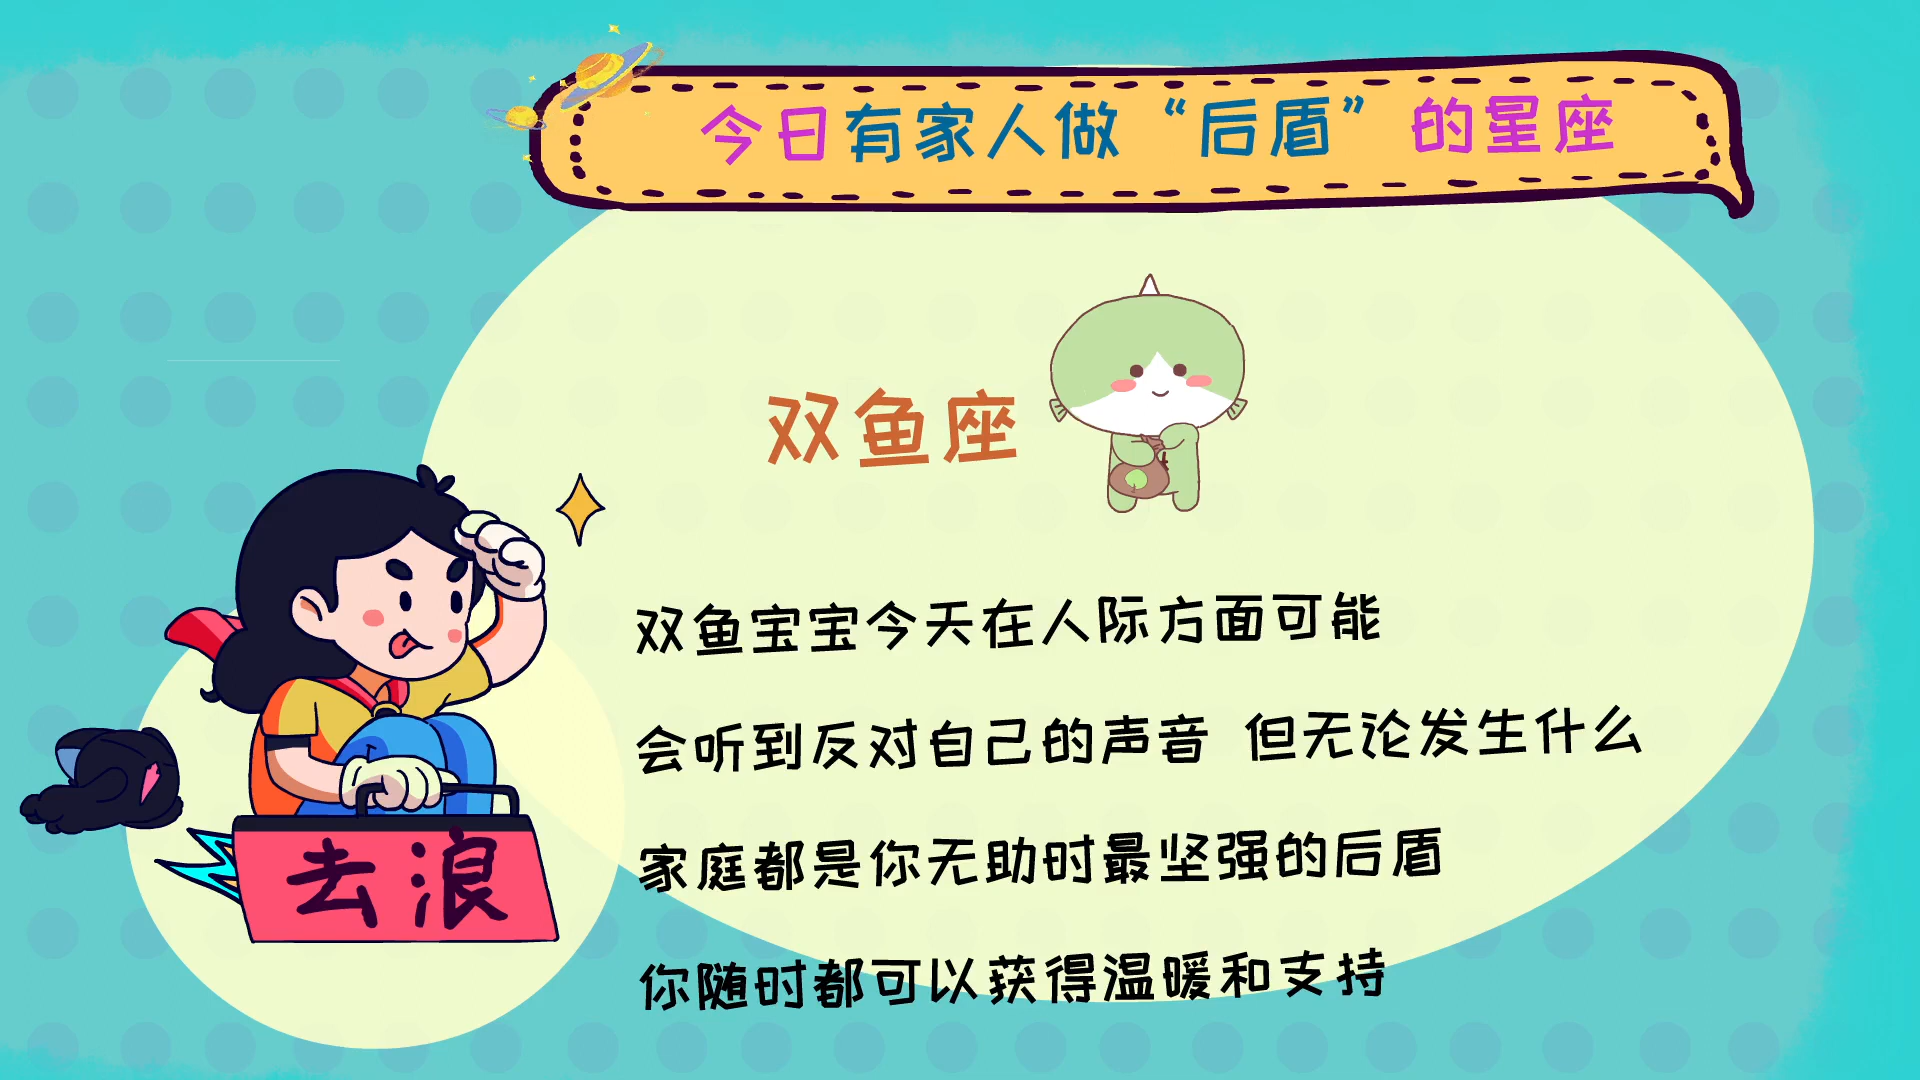 今日有家人做“后盾”的星座
双鱼座
双鱼宝宝今天在人际方面可能
会听到反对自己的声音 但无论发生什么
家庭都是你无助时最坚强的后盾
你随时都可以获得温暖和支持
去浪